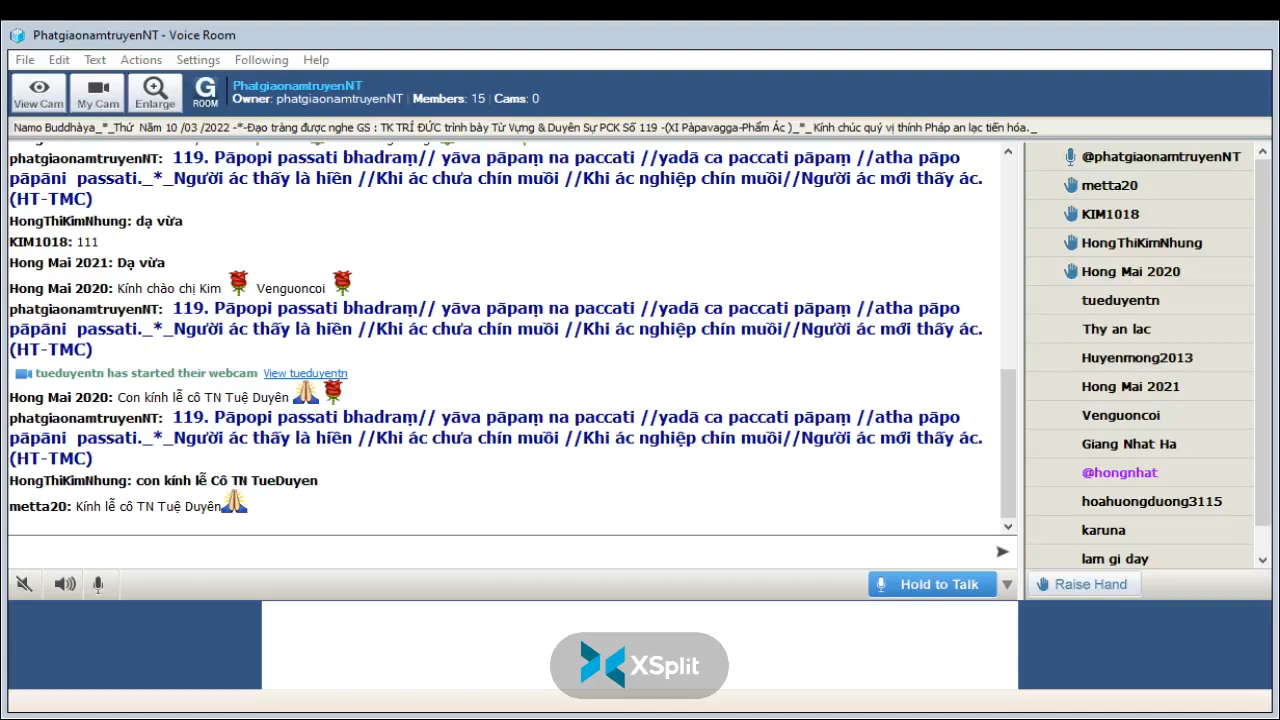 PhatgiaonamtruyenNT - Voice Room
File Edit Text Actions Settings Following Help
View Cam My Cam Enlarge G ROOM
PhatgiaonamtruyenNT
Owner: phatgiaonamtruyenNT | Members: 15 | Cams: 0
Namo Buddhàya_*_Thứ Năm 10 /03 /2022 -*-Đạo tràng được nghe GS : TK TRÍ ĐỨC trình bày Từ Vựng & Duyên Sự PCK Số 119 -(XI Pàpavagga-Phẩm Ác )_*_ Kính chúc quý vị thính Pháp an lạc tiến hóa._
phatgiaonamtruyenNT: 119. Pāpopi passati bhadraṃ// yāva pāpaṃ na paccati //yadā ca paccati pāpaṃ //atha pāpo
pāpāni passati._*_Người ác thấy là hiền //Khi ác chưa chín muồi //Khi ác nghiệp chín muồi//Người ác mới thấy ác.
(HT-TMC)
HongThiKimNhung: dạ vừa
KIM1018: 111
Hong Mai 2021: Dạ vừa
Hong Mai 2020: Kính chào chị Kim Venguoncoi
phatgiaonamtruyenNT: 119. Pāpopi passati bhadraṃ// yāva pāpaṃ na paccati //yadā ca paccati pāpaṃ //atha pāpo
pāpāni passati._*_Người ác thấy là hiền //Khi ác chưa chín muồi //Khi ác nghiệp chín muồi//Người ác mới thấy ác.
(HT-TMC)
tueduyentn has started their webcam View tueduyentn
Hong Mai 2020: Con kính lễ cô TN Tuệ Duyên
phatgiaonamtruyenNT: 119. Pāpopi passati bhadraṃ// yāva pāpaṃ na paccati //yadā ca paccati pāpaṃ //atha pāpo
pāpāni passati._*_Người ác thấy là hiền //Khi ác chưa chín muồi //Khi ác nghiệp chín muồi//Người ác mới thấy ác.
(HT-TMC)
HongThiKimNhung: con kính lễ Cô TN TueDuyen
metta20: Kính lễ cô TN Tuệ Duyên
@phatgiaonamtruyenNT
metta20
KIM1018
HongThiKimNhung
Hong Mai 2020
tueduyentn
Thy an lac
Huyenmong2013
Hong Mai 2021
Venguoncoi
Giang Nhat Ha
@hongnhat
hoahuongduong3115
karuna
lam gi day
Hold to Talk
Raise Hand
XSplit